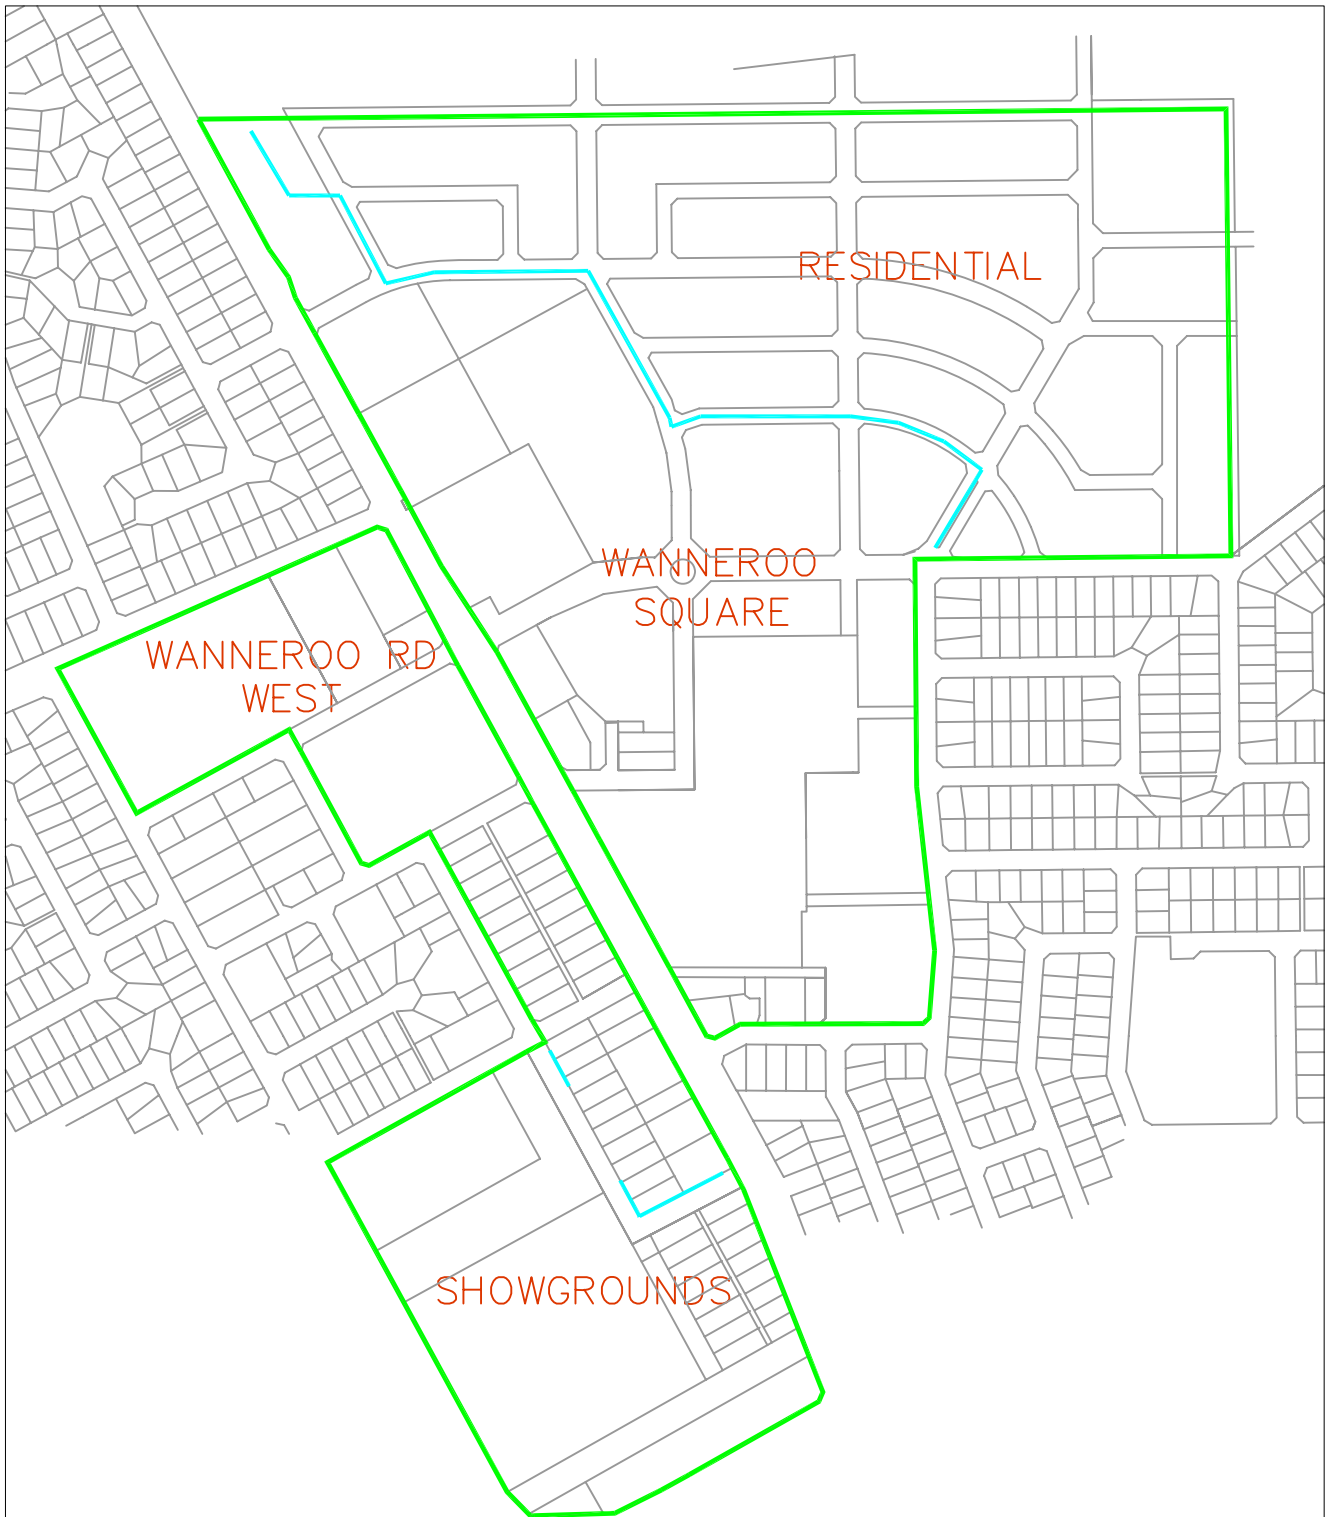 RESIDENTIAL
WANNEROO
SQUARE
WANNEROO RD
WEST
SHOWGROUNDS